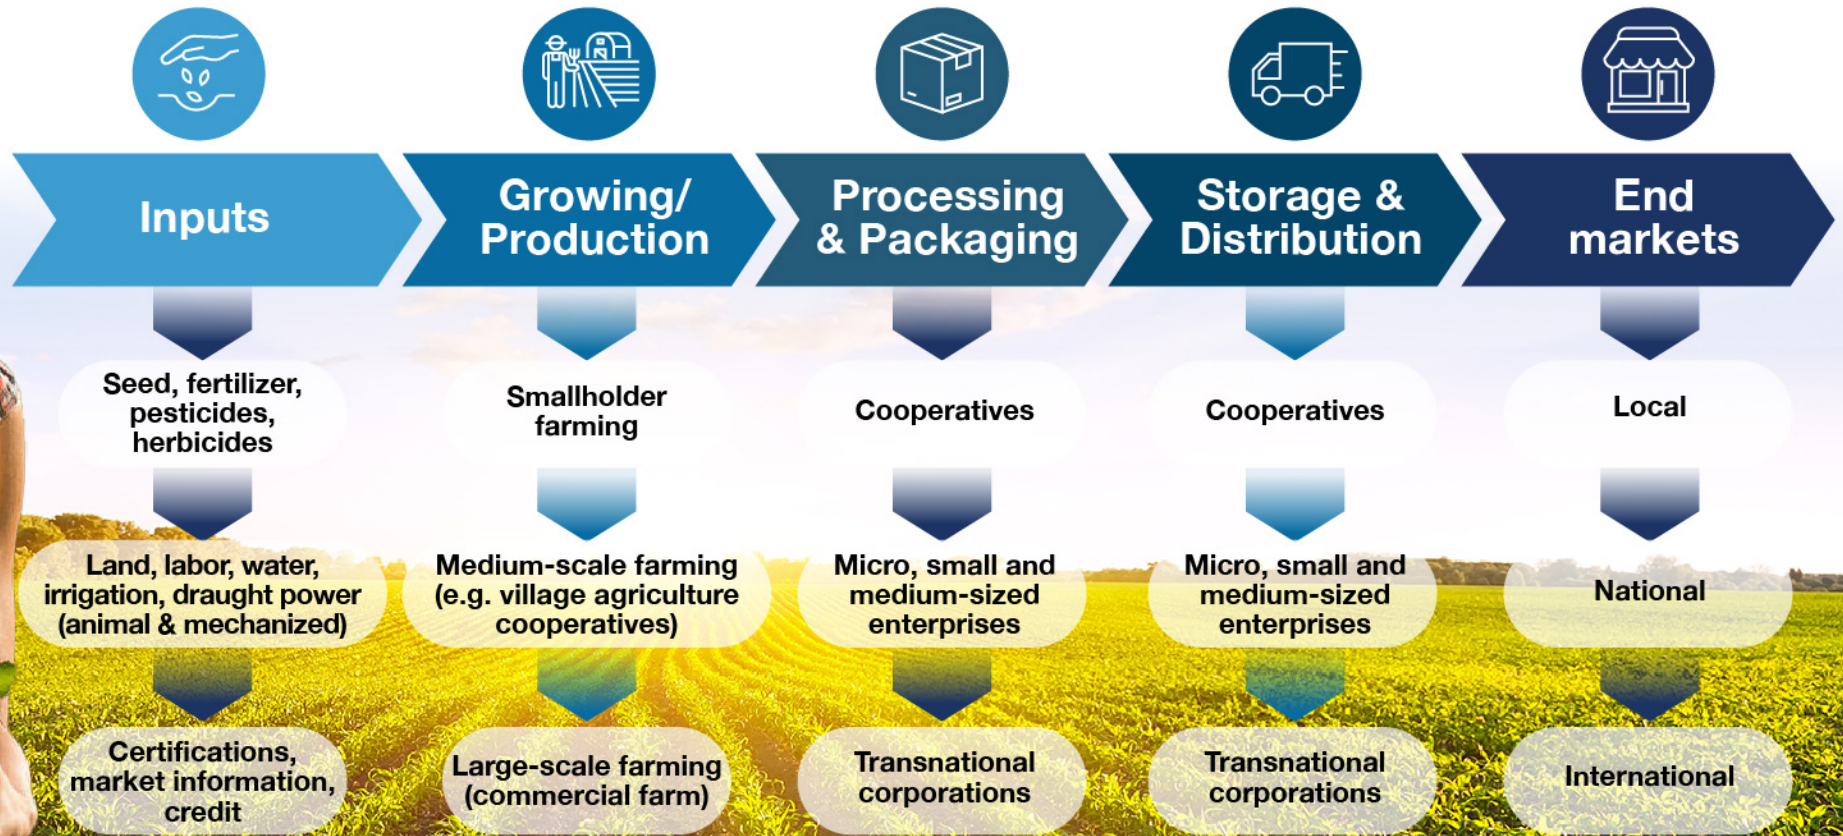 Inputs
Growing/
Production
Processing
& Packaging
Storage &
Distribution
End
markets
Seed, fertilizer,
pesticides,
herbicides
Smallholder
farming
Cooperatives
Cooperatives
Local
Land, labor, water,
irrigation, draught power
(animal & mechanized)
Medium-scale farming
(e.g. village agriculture
cooperatives)
Micro, small and
medium-sized
enterprises
Micro, small and
medium-sized
enterprises
National
Certifications,
market information,
credit
Large-scale farming
(commercial farm)
Transnational
corporations
Transnational
corporations
International